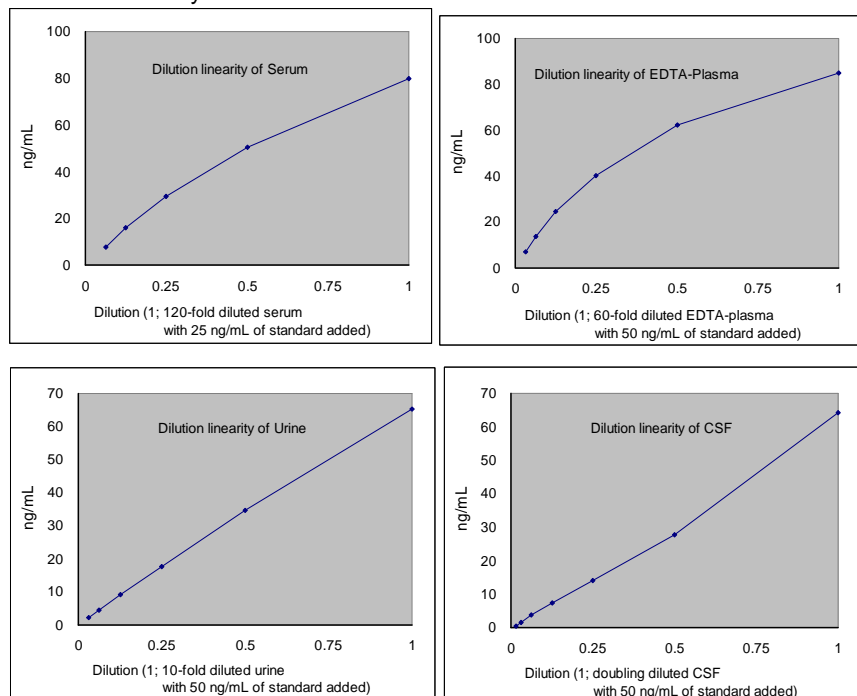 100
80
60
40
20
0
ng/mL
Dilution linearity of Serum
0 0.25 0.5 0.75 1
Dilution (1; 120-fold diluted serum
with 25 ng/mL of standard added)
100
80
60
40
20
0
ng/mL
Dilution linearity of EDTA-Plasma
0 0.25 0.5 0.75 1
Dilution (1; 60-fold diluted EDTA-plasma
with 50 ng/mL of standard added)
70
60
50
40
30
20
10
0
ng/mL
Dilution linearity of Urine
0 0.25 0.5 0.75 1
Dilution (1; 10-fold diluted urine
with 50 ng/mL of standard added)
70
60
50
40
30
20
10
0
ng/mL
Dilution linearity of CSF
0 0.25 0.5 0.75 1
Dilution (1; doubling diluted CSF
with 50 ng/mL of standard added)